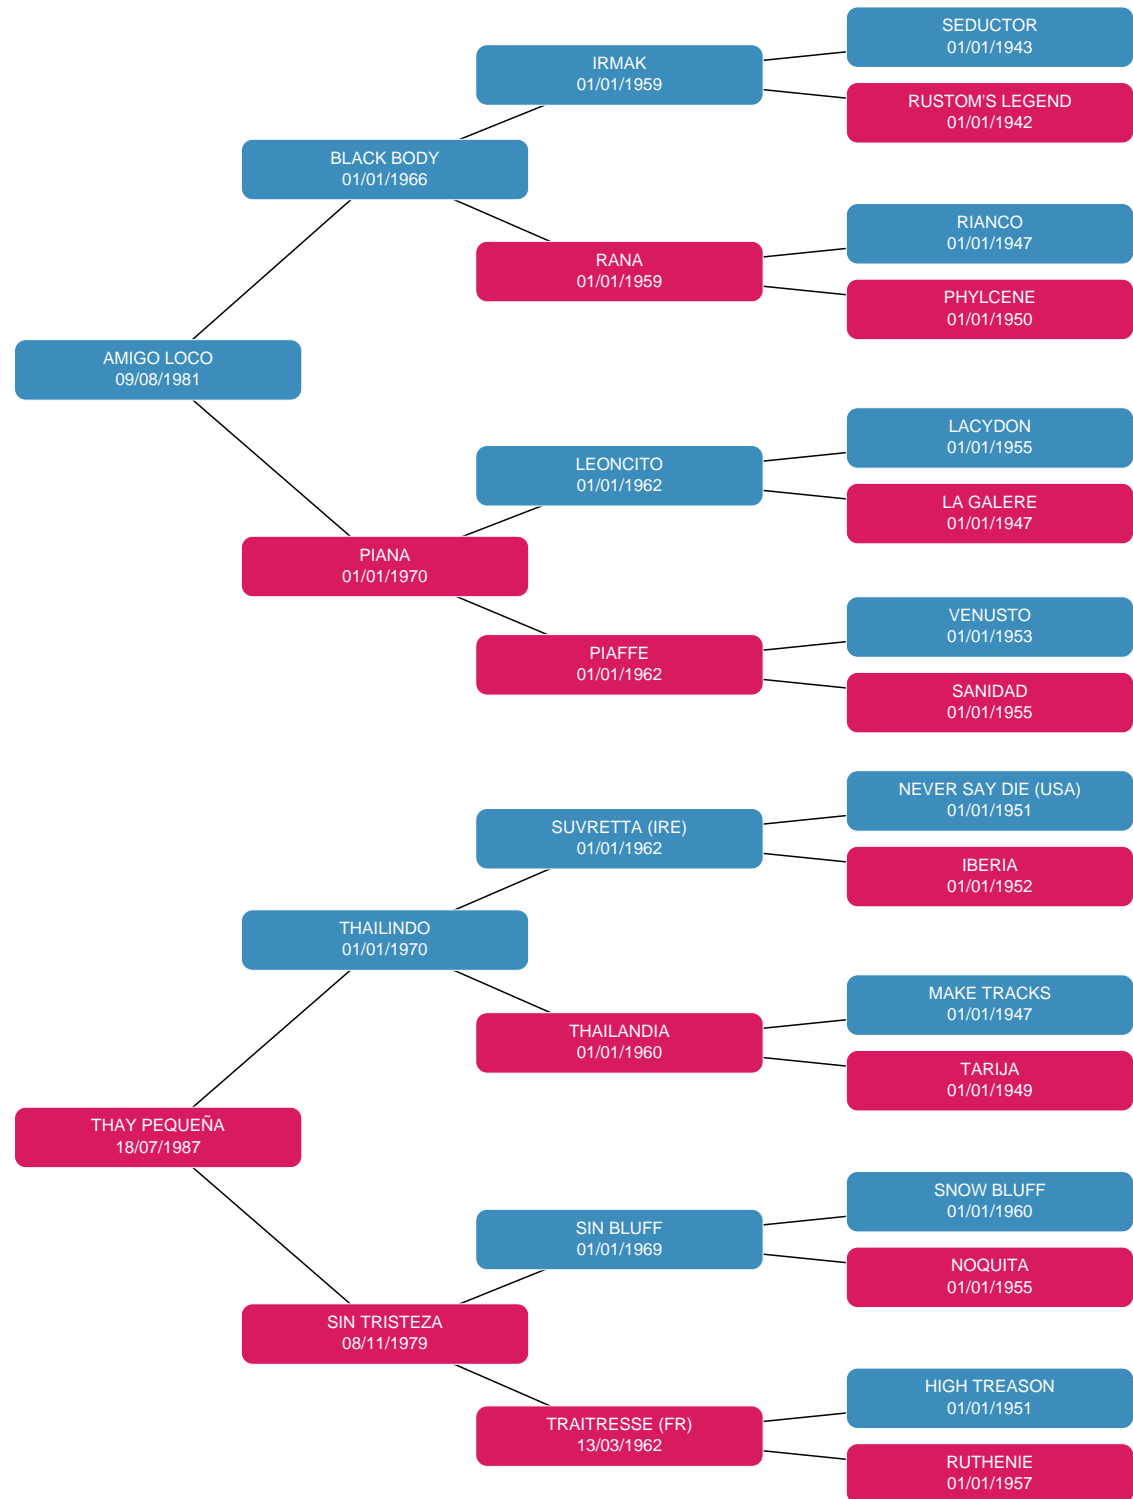 SEDUCTOR
01/01/1943
IRMAK
01/01/1959
RUSTOM'S LEGEND
01/01/1942
BLACK BODY
01/01/1966
RIANCO
01/01/1947
RANA
01/01/1959
PHYLCENE
01/01/1950
AMIGO LOCO
09/08/1981
LACYDON
01/01/1955
LEONCITO
01/01/1962
LA GALERE
01/01/1947
PIANA
01/01/1970
VENUSTO
01/01/1953
PIAFFE
01/01/1962
SANIDAD
01/01/1955
NEVER SAY DIE (USA)
01/01/1951
SUVRETTA (IRE)
01/01/1962
IBERIA
01/01/1952
THAILINDO
01/01/1970
MAKE TRACKS
01/01/1947
THAILANDIA
01/01/1960
TARIJA
01/01/1949
THAY PEQUEÑA
18/07/1987
SNOW BLUFF
01/01/1960
SIN BLUFF
01/01/1969
NOQUITA
01/01/1955
SIN TRISTEZA
08/11/1979
HIGH TREASON
01/01/1951
TRAITRESSE (FR)
13/03/1962
RUTHENIE
01/01/1957